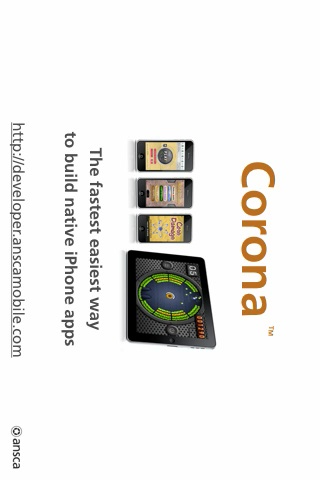 Corona™
The fastest easiest way
to build native iPhone apps
http://developer.anscamobile.com
ansca